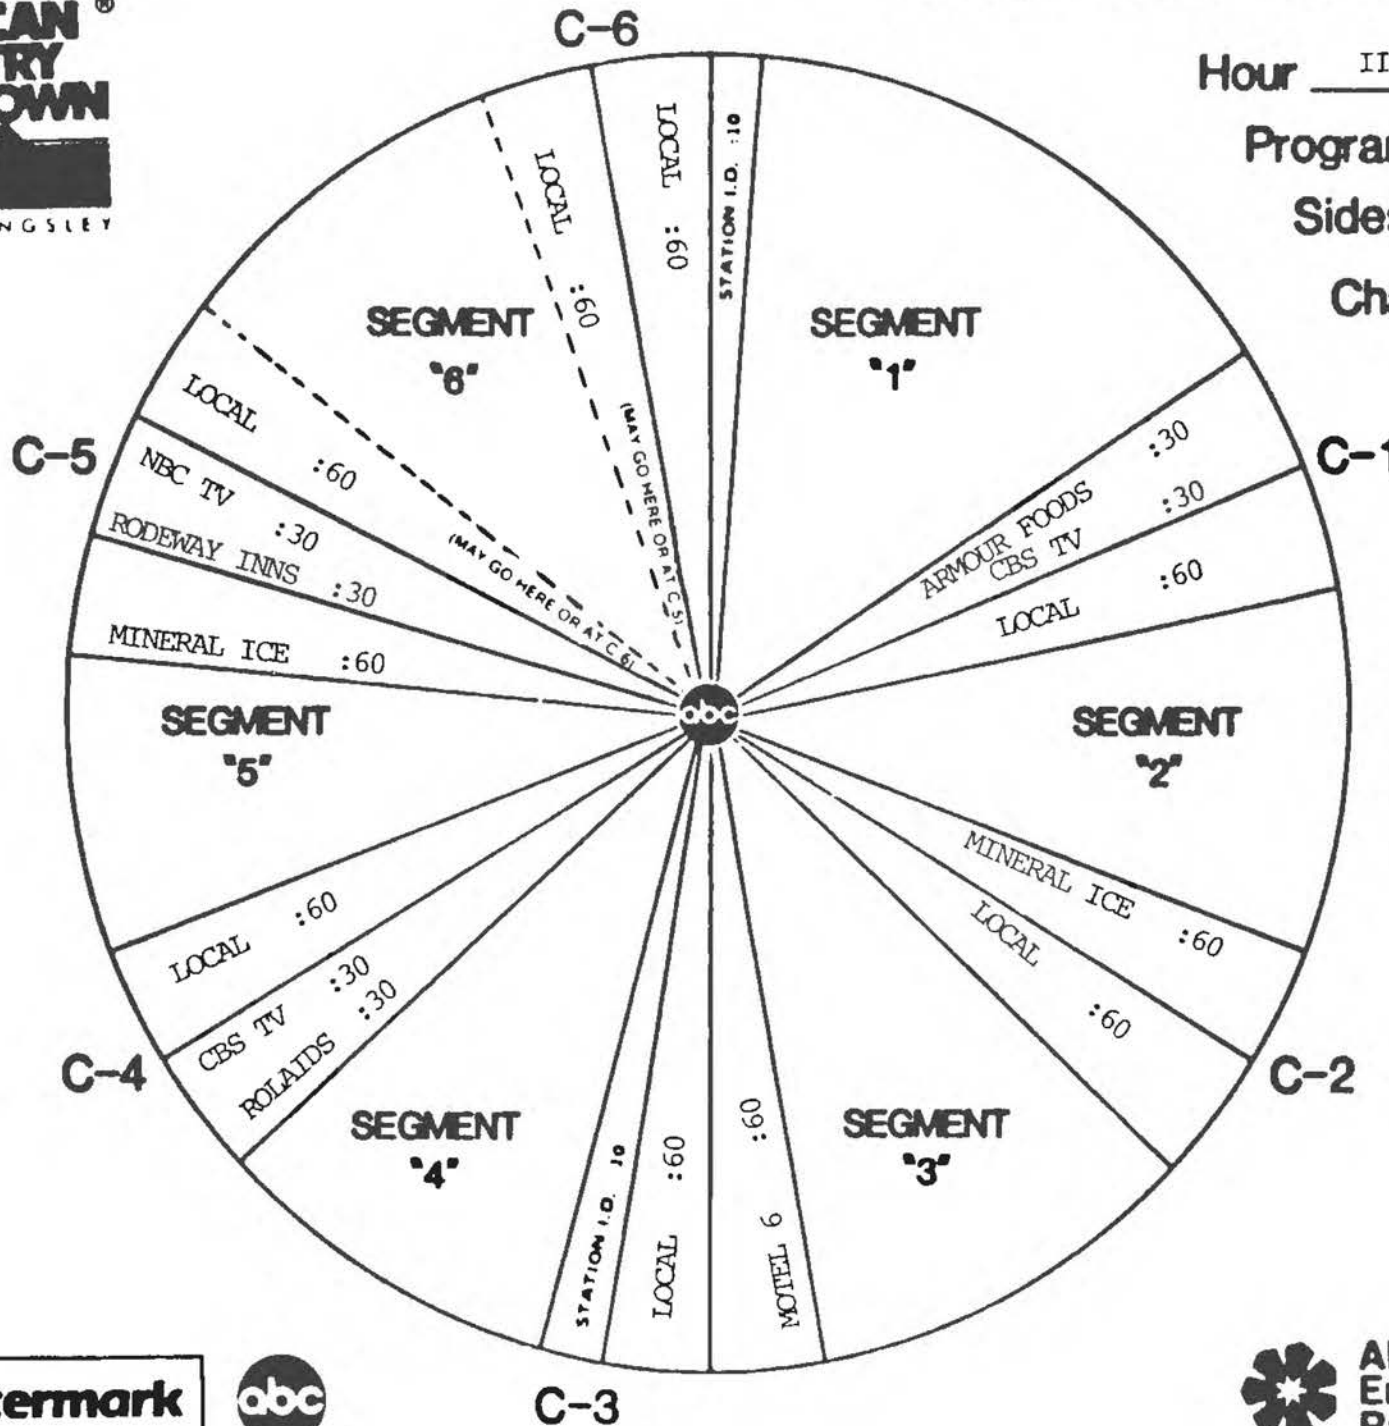 C-6
Hour II
LOCAL :60
STATION I.D. :10
SEGMENT
"1"
ARMOUR FOODS :30
CBS TV :30
C-1
LOCAL :60
SEGMENT
"2"
MINERAL ICE :60
C-2
LOCAL :60
SEGMENT
"3"
MOTEL 6 :60
C-3
LOCAL :60
STATION I.D. 10
SEGMENT
"4"
ROLAIDS :30
CBS TV :30
C-4
LOCAL :60
SEGMENT
"5"
MINERAL ICE :60
RODEWAY INNS :30
NBC TV :30
C-5
LOCAL :60
(MAY GO HERE OR AT C 6)
SEGMENT
"6"
LOCAL :60
(MAY GO HERE OR AT C 5)
abc
abc